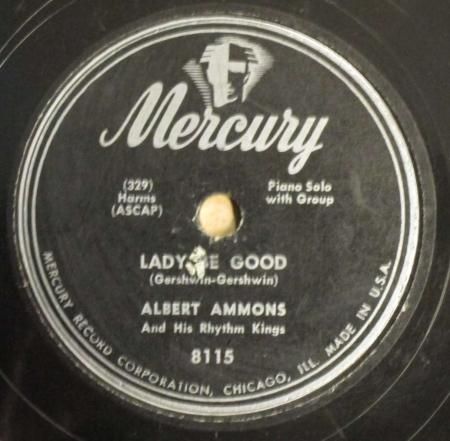 Mercury
(329)
Harms
(ASCAP)
Piano Solo
with Group
LADY BE GOOD
(Gershwin-Gershwin)
ALBERT AMMONS
And His Rhythm Kings
8115
MERCURY RECORD CORPORATION, CHICAGO, ILL. MADE IN U.S.A.